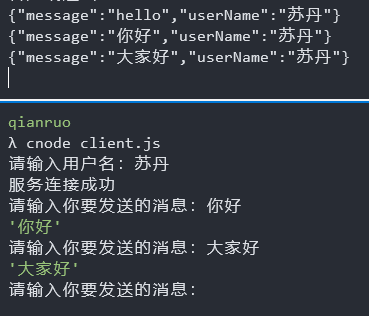 {"message":"hello","userName":"苏丹"}
{"message":"你好","userName":"苏丹"}
{"message":"大家好","userName":"苏丹"}
qianruo
λ cnode client.js
请输入用户名: 苏丹
服务连接成功
请输入你要发送的消息: 你好
'你好'
请输入你要发送的消息: 大家好
'大家好'
请输入你要发送的消息: